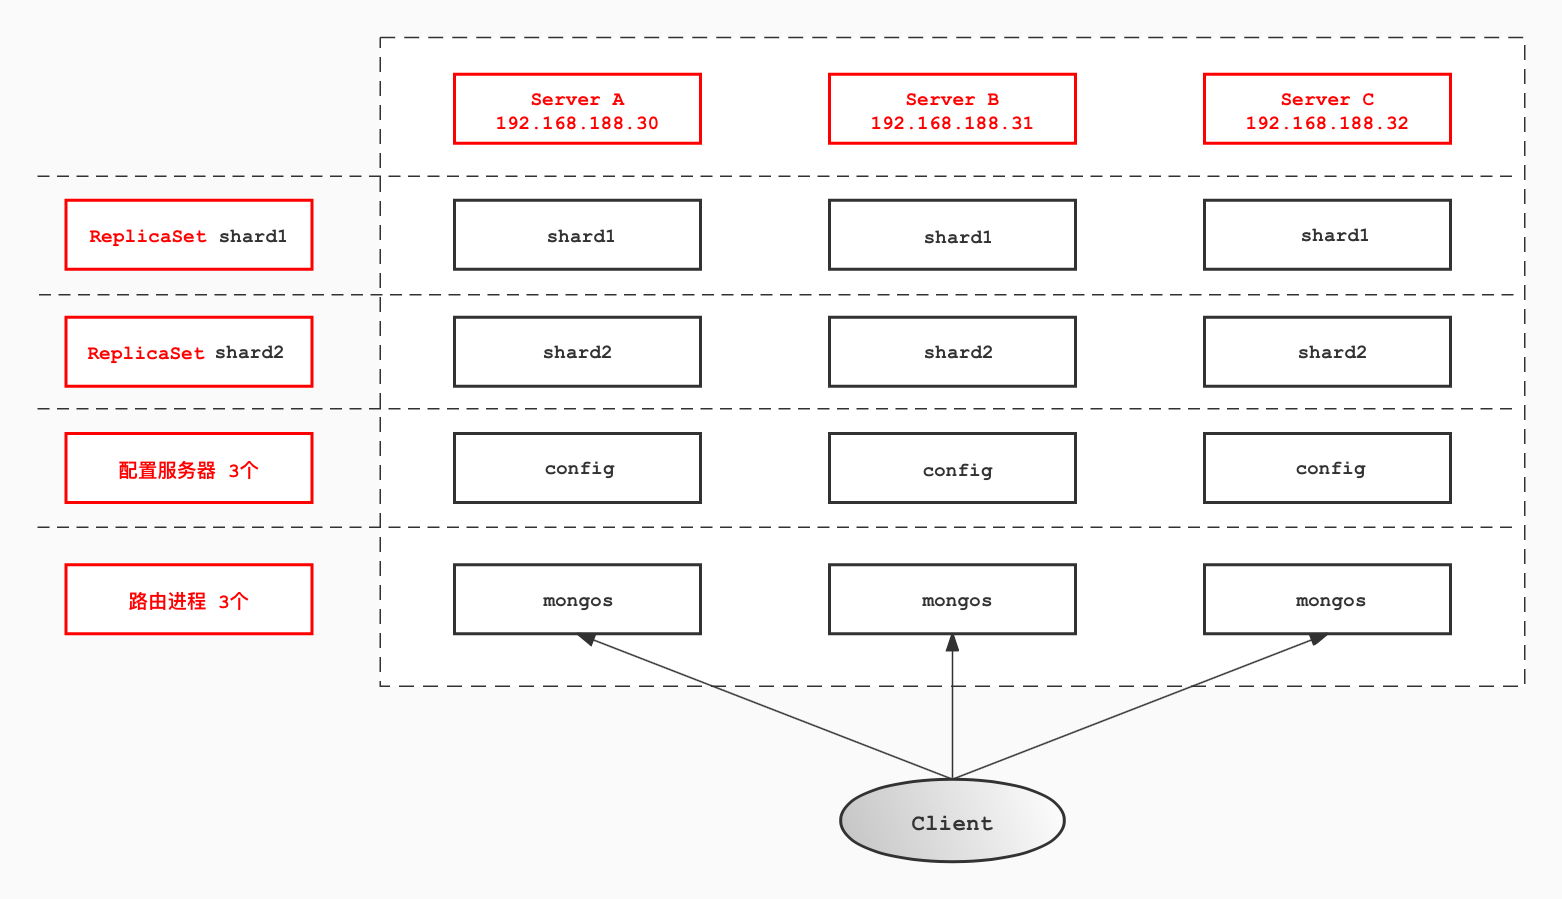 Server A
192.168.188.30
Server B
192.168.188.31
Server C
192.168.188.32
ReplicaSet shard1
shard1
shard1
shard1
ReplicaSet shard2
shard2
shard2
shard2
配置服务器 3个
config
config
config
路由进程 3个
mongos
mongos
mongos
Client